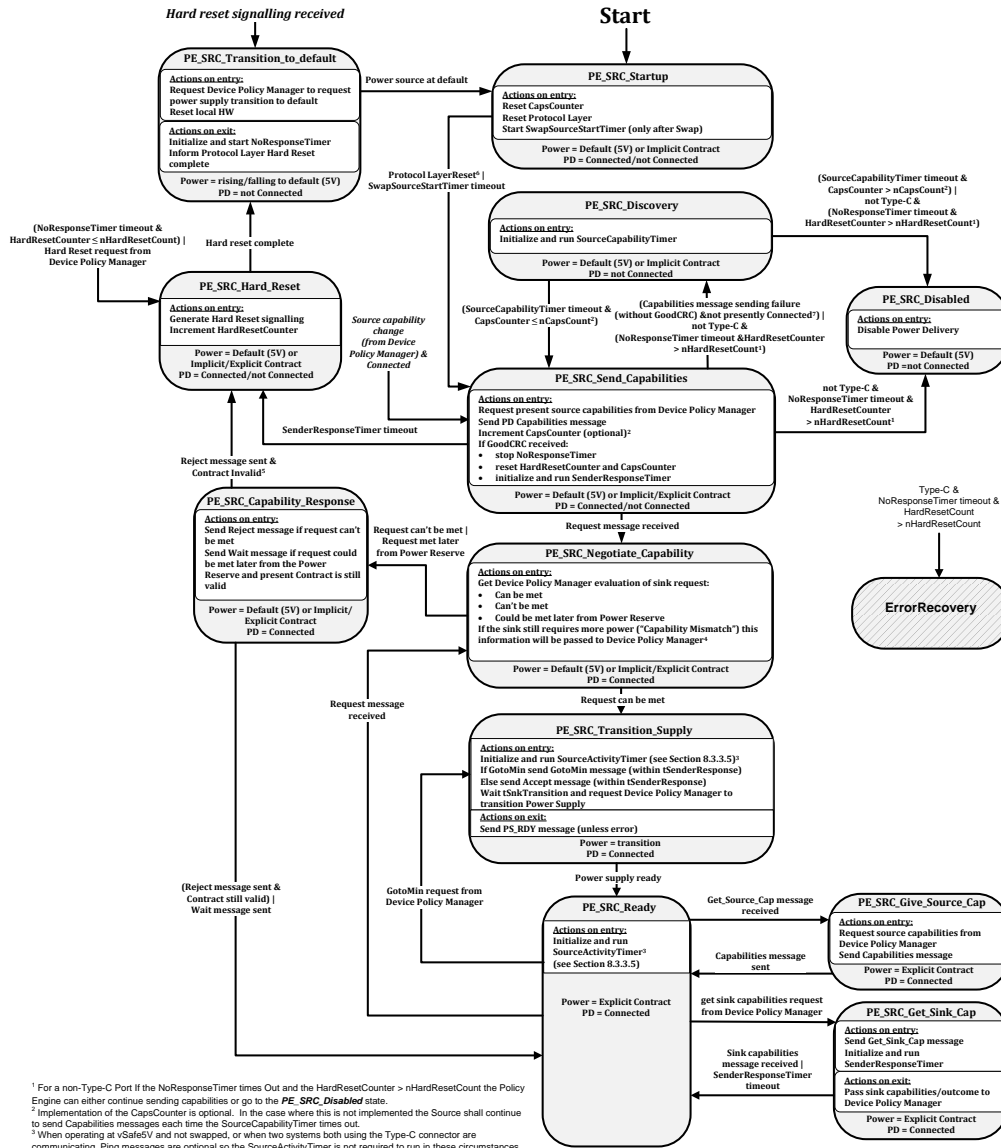 Hard reset signalling received
Start
PE_SRC_Transition_to_default
Actions on entry:
Request Device Policy Manager to request
power supply transition to default
Reset local HW
Actions on exit:
Initialize and start NoResponseTimer
Inform Protocol Layer Hard Reset
complete
Power = rising/falling to default (5V)
PD = not Connected
Power source at default
PE_SRC_Startup
Actions on entry:
Reset CapsCounter
Reset Protocol Layer
Start SwapSourceStartTimer (only after Swap)
Power = Default (5V) or Implicit Contract
PD = Connected/not Connected
Protocol LayerReset⁶ |
SwapSourceStartTimer timeout
PE_SRC_Discovery
Actions on entry:
Initialize and run SourceCapabilityTimer
Power = Default (5V) or Implicit Contract
PD = not Connected
(SourceCapabilityTimer timeout &
CapsCounter > nCapsCount²) |
not Type-C &
(NoResponseTimer timeout &
HardResetCounter > nHardResetCount¹)
(NoResponseTimer timeout &
HardResetCounter ≤ nHardResetCount) |
Hard Reset request from
Device Policy Manager
Hard reset complete
PE_SRC_Hard_Reset
Actions on entry:
Generate Hard Reset signalling
Increment HardResetCounter
Power = Default (5V) or
Implicit/Explicit Contract
PD = Connected/not Connected
Source capability
change
(from Device
Policy Manager) &
Connected
(SourceCapabilityTimer timeout &
CapsCounter ≤ nCapsCount²)
(Capabilities message sending failure
(without GoodCRC) &not presently Connected⁷) |
not Type-C &
(NoResponseTimer timeout &HardResetCounter
> nHardResetCount¹)
PE_SRC_Disabled
Actions on entry:
Disable Power Delivery
Power = Default (5V)
PD =not Connected
PE_SRC_Send_Capabilities
Actions on entry:
Request present source capabilities from Device Policy Manager
Send PD Capabilities message
Increment CapsCounter (optional)²
If GoodCRC received:
• stop NoResponseTimer
• reset HardResetCounter and CapsCounter
• initialize and run SenderResponseTimer
Power = Default (5V) or Implicit/Explicit Contract
PD = Connected/not Connected
SenderResponseTimer timeout
not Type-C &
NoResponseTimer timeout &
HardResetCounter
> nHardResetCount¹
Reject message sent &
Contract Invalid⁵
Request message received
PE_SRC_Capability_Response
Actions on entry:
Send Reject message if request can't
be met
Send Wait message if request could
be met later from the Power
Reserve and present Contract is still
valid
Power = Default (5V) or Implicit/
Explicit Contract
PD = Connected
Request can't be met |
Request met later
from Power Reserve
PE_SRC_Negotiate_Capability
Actions on entry:
Get Device Policy Manager evaluation of sink request:
• Can be met
• Can't be met
• Could be met later from Power Reserve
If the sink still requires more power ("Capability Mismatch") this
information will be passed to Device Policy Manager⁴
Power = Default (5V) or Implicit/Explicit Contract
PD = Connected
Type-C &
NoResponseTimer timeout &
HardResetCount
> nHardResetCount
ErrorRecovery
Request message
received
Request can be met
PE_SRC_Transition_Supply
Actions on entry:
Initialize and run SourceActivityTimer (see Section 8.3.3.5)³
If GotoMin send GotoMin message (within tSenderResponse)
Else send Accept message (within tSenderResponse)
Wait tSnkTransition and request Device Policy Manager to
transition Power Supply
Actions on exit:
Send PS_RDY message (unless error)
Power = transition
PD = Connected
(Reject message sent &
Contract still valid) |
Wait message sent
GotoMin request from
Device Policy Manager
Power supply ready
PE_SRC_Ready
Actions on entry:
Initialize and run
SourceActivityTimer³
(see Section 8.3.3.5)
Power = Explicit Contract
PD = Connected
Get_Source_Cap message
received
Capabilities message
sent
PE_SRC_Give_Source_Cap
Actions on entry:
Request source capabilities from
Device Policy Manager
Send Capabilities message
Power = Explicit Contract
PD = Connected
get sink capabilities request
from Device Policy Manager
Sink capabilities
message received |
SenderResponseTimer
timeout
PE_SRC_Get_Sink_Cap
Actions on entry:
Send Get_Sink_Cap message
Initialize and run
SenderResponseTimer
Actions on exit:
Pass sink capabilities/outcome to
Device Policy Manager
Power = Explicit Contract
PD = Connected
¹ For a non-Type-C Port If the NoResponseTimer times Out and the HardResetCounter > nHardResetCount the Policy
Engine can either continue sending capabilities or go to the PE_SRC_Disabled state.
² Implementation of the CapsCounter is optional. In the case where this is not implemented the Source shall continue
to send Capabilities messages each time the SourceCapabilityTimer times out.
³ When operating at vSafe5V and not swapped, or when two systems both using the Type-C connector are
communicating, Ping messages are optional so the SourceActivityTimer is not required to run in these circumstances